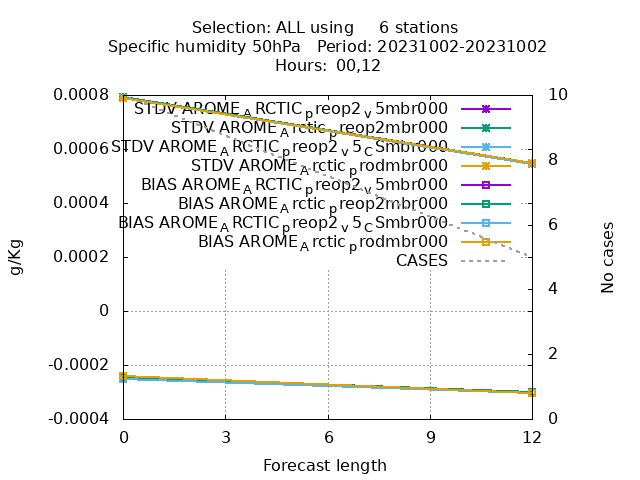 Selection: ALL using     6 stations
Specific humidity 50hPa   Period: 20231002-20231002
Hours:  00,12
0.0008
0.0006
0.0004
0.0002
0
-0.0002
-0.0004
g/Kg
STDV AROME_ARCTIC_preop2_v5mbr000
STDV AROME_Arctic_preop2mbr000
STDV AROME_ARCTIC_preop2_v5_CSmbr000
STDV AROME_Arctic_prodmbr000
BIAS AROME_ARCTIC_preop2_v5mbr000
BIAS AROME_Arctic_preop2mbr000
BIAS AROME_ARCTIC_preop2_v5_CSmbr000
BIAS AROME_Arctic_prodmbr000
CASES
10
8
6
4
2
0
No cases
0 3 6 9 12
Forecast length